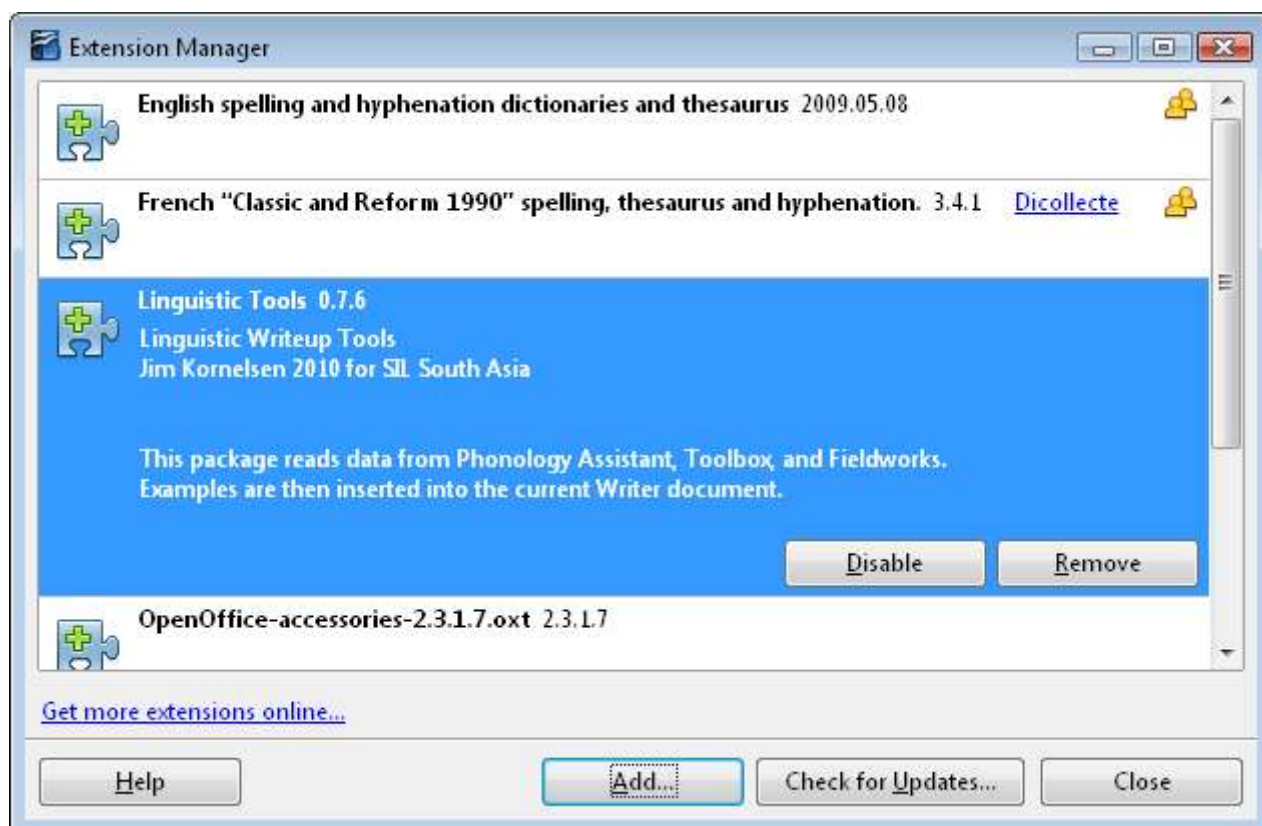 Extension Manager
English spelling and hyphenation dictionaries and thesaurus 2009.05.08
French “Classic and Reform 1990” spelling, thesaurus and hyphenation. 3.4.1 Dicollecte
Linguistic Tools 0.7.6
Linguistic Writeup Tools
Jim Kornelsen 2010 for SIL South Asia
This package reads data from Phonology Assistant, Toolbox, and Fieldworks.
Examples are then inserted into the current Writer document.
Disable Remove
OpenOffice-accessories-2.3.1.7.oxt 2.3.1.7
Get more extensions online...
Help Add... Check for Updates... Close